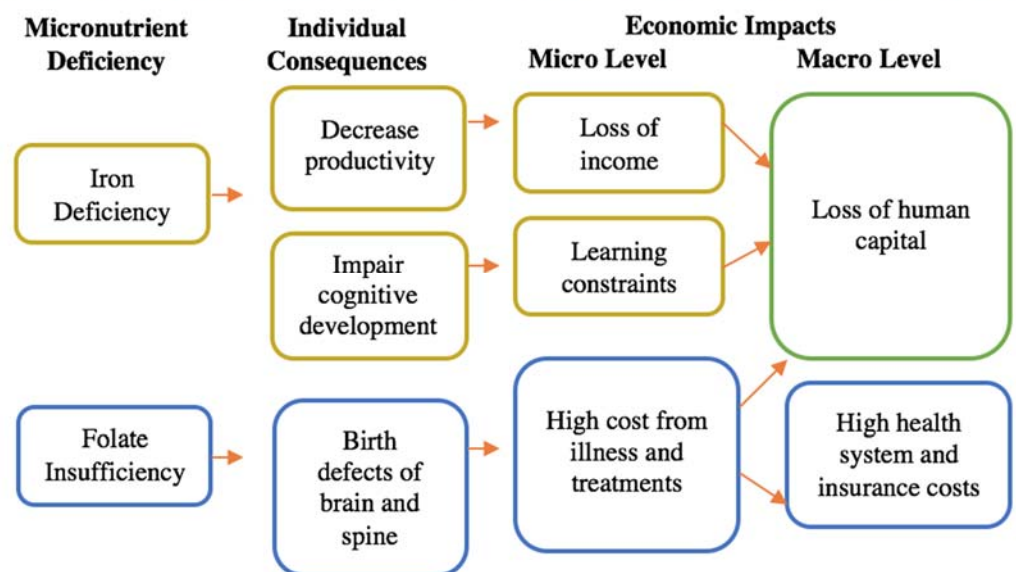 Micronutrient
Deficiency
Individual
Consequences
Economic Impacts
Micro Level
Macro Level
Iron
Deficiency
Decrease
productivity
Loss of
income
Loss of human
capital
Impair
cognitive
development
Learning
constraints
Folate
Insufficiency
Birth
defects of
brain and
spine
High cost from
illness and
treatments
High health
system and
insurance costs